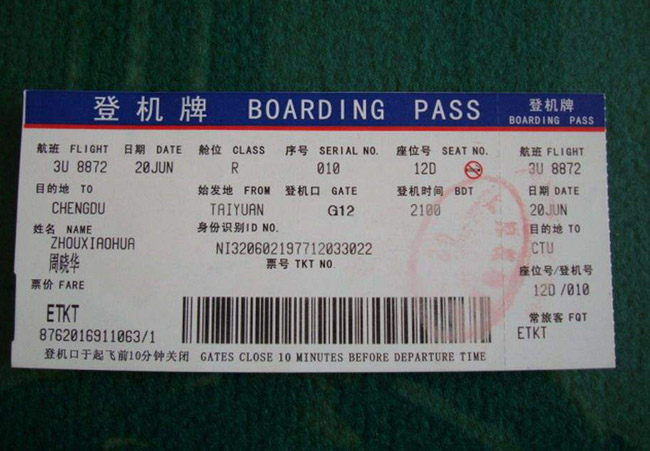 登机牌 BOARDING PASS 登机牌
BOARDING PASS
航班 FLIGHT 日期 DATE 舱位 CLASS 序号 SERIAL NO. 座位号 SEAT NO. 航班 FLIGHT
3U 8872 20JUN R 010 12D 3U 8872
目的地 TO 始发地 FROM 登机口 GATE 登机时间 BDT 日期 DATE
CHENGDU TAIYUAN G12 2100 20JUN
姓名 NAME 身份识别ID NO. 目的地 TO
ZHOUXIAOHUA NI320602197712033022 CTU
周晓华 票号 TKT NO. 座位号/登机号
票价 FARE 12D /010
ETKT 常旅客 FQT
8762016911063/1 ETKT
登机口于起飞前10分钟关闭 GATES CLOSE 10 MINUTES BEFORE DEPARTURE TIME